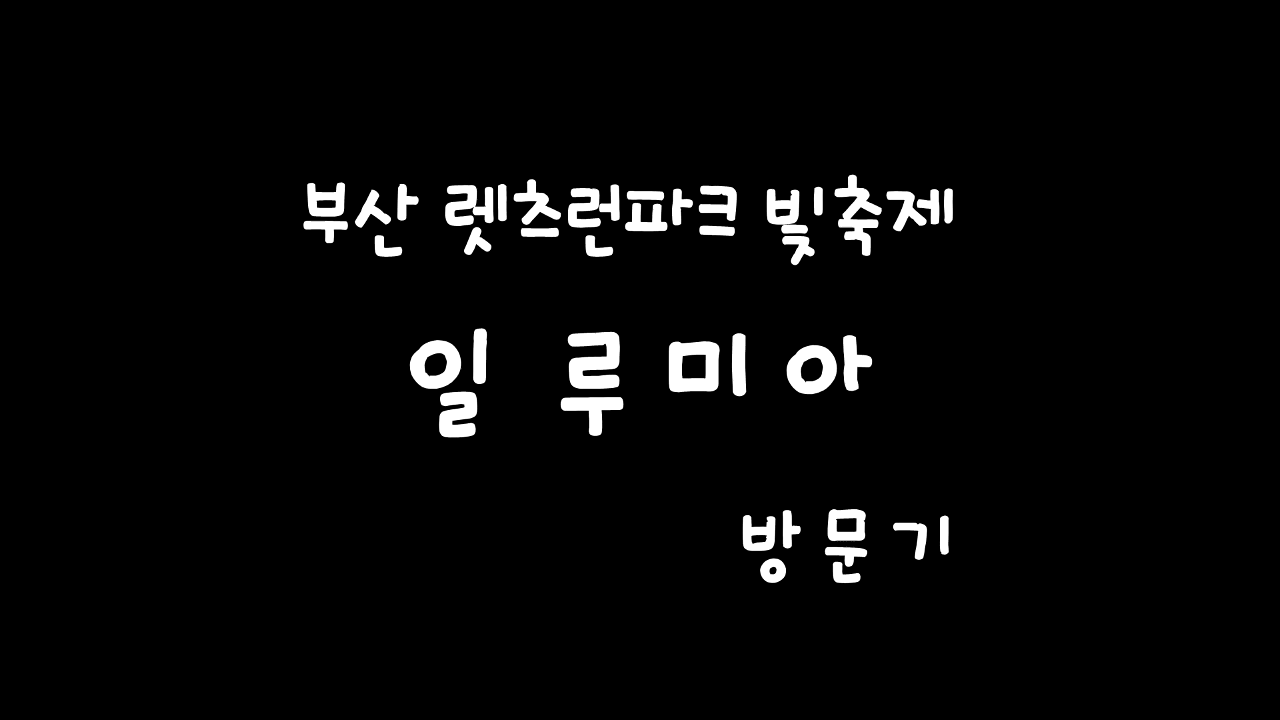 부산 렛츠런파크 빛축제
일 루 미 아
방 문 기